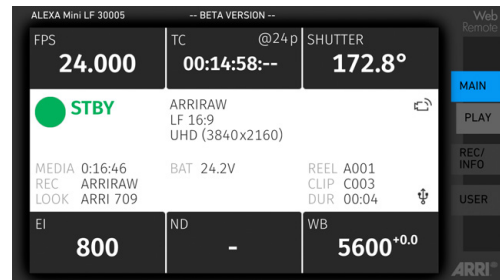 ALEXA Mini LF 30005 -- BETA VERSION --
Web
Remote
FPS
24.000
TC @24p
00:14:58:--
SHUTTER
172.8°
STBY
ARRIRAW
LF 16:9
UHD (3840x2160)
MEDIA 0:16:46
REC ARRIRAW
LOOK ARRI 709
BAT 24.2V
REEL A001
CLIP C003
DUR 00:04
EI
800
ND
-
WB
5600+0.0
MAIN
PLAY
REC/
INFO
USER
ARRI®